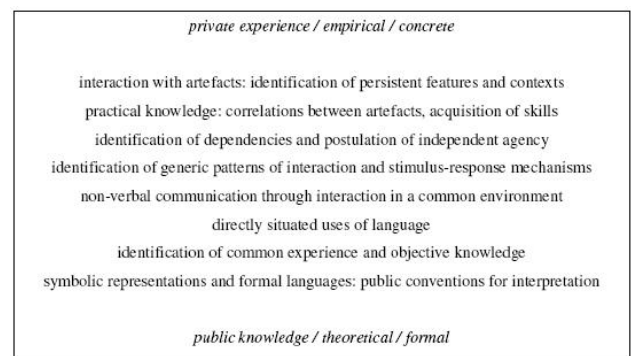 private experience / empirical / concrete
interaction with artefacts: identification of persistent features and contexts
practical knowledge: correlations between artefacts, acquisition of skills
identification of dependencies and postulation of independent agency
identification of generic patterns of interaction and stimulus-response mechanisms
non-verbal communication through interaction in a common environment
directly situated uses of language
identification of common experience and objective knowledge
symbolic representations and formal languages: public conventions for interpretation
public knowledge / theoretical / formal